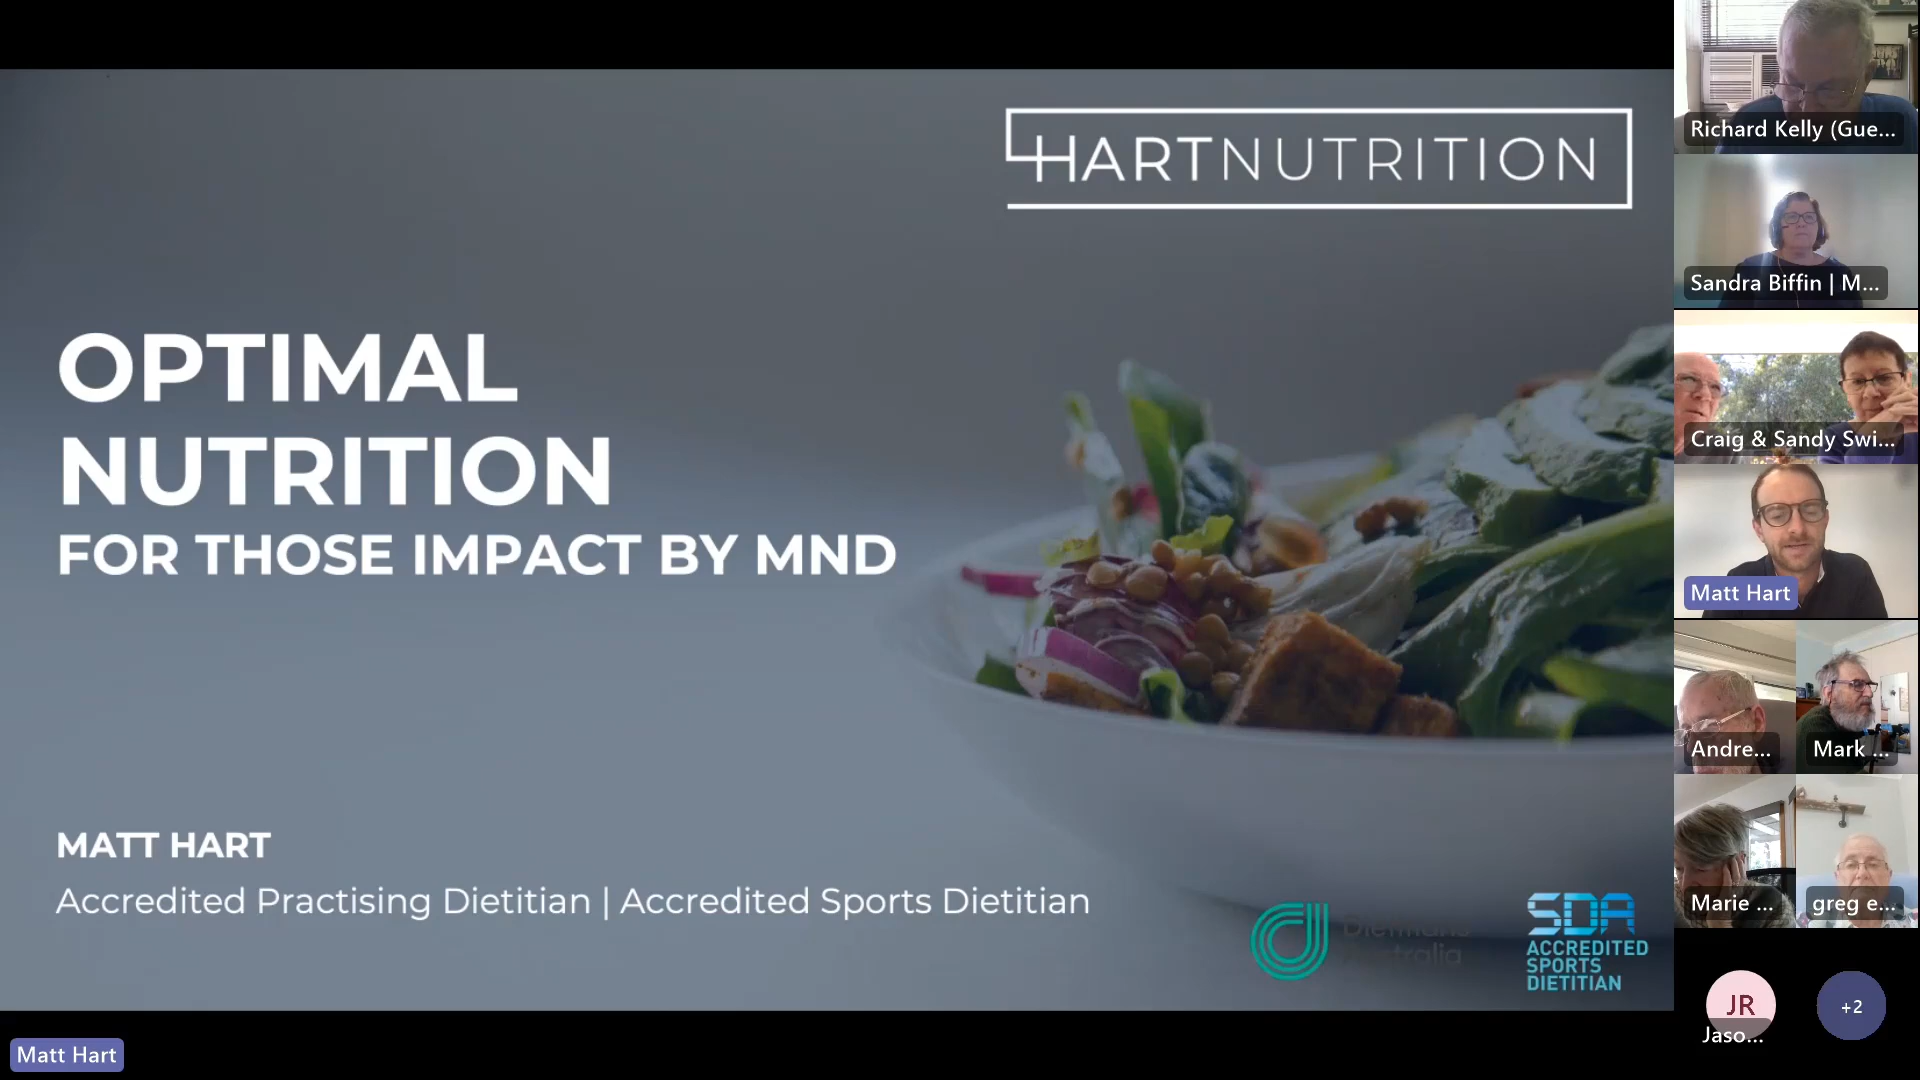 HARTNUTRITION
OPTIMAL
NUTRITION
FOR THOSE IMPACT BY MND
MATT HART
Accredited Practising Dietitian | Accredited Sports Dietitian
Dietitians
Australia
SDA
ACCREDITED
SPORTS
DIETITIAN
Matt Hart
Richard Kelly (Gue...
Sandra Biffin | M...
Craig & Sandy Swi...
Matt Hart
Andre...
Mark ...
Marie ...
greg e...
JR
Jaso...
+2